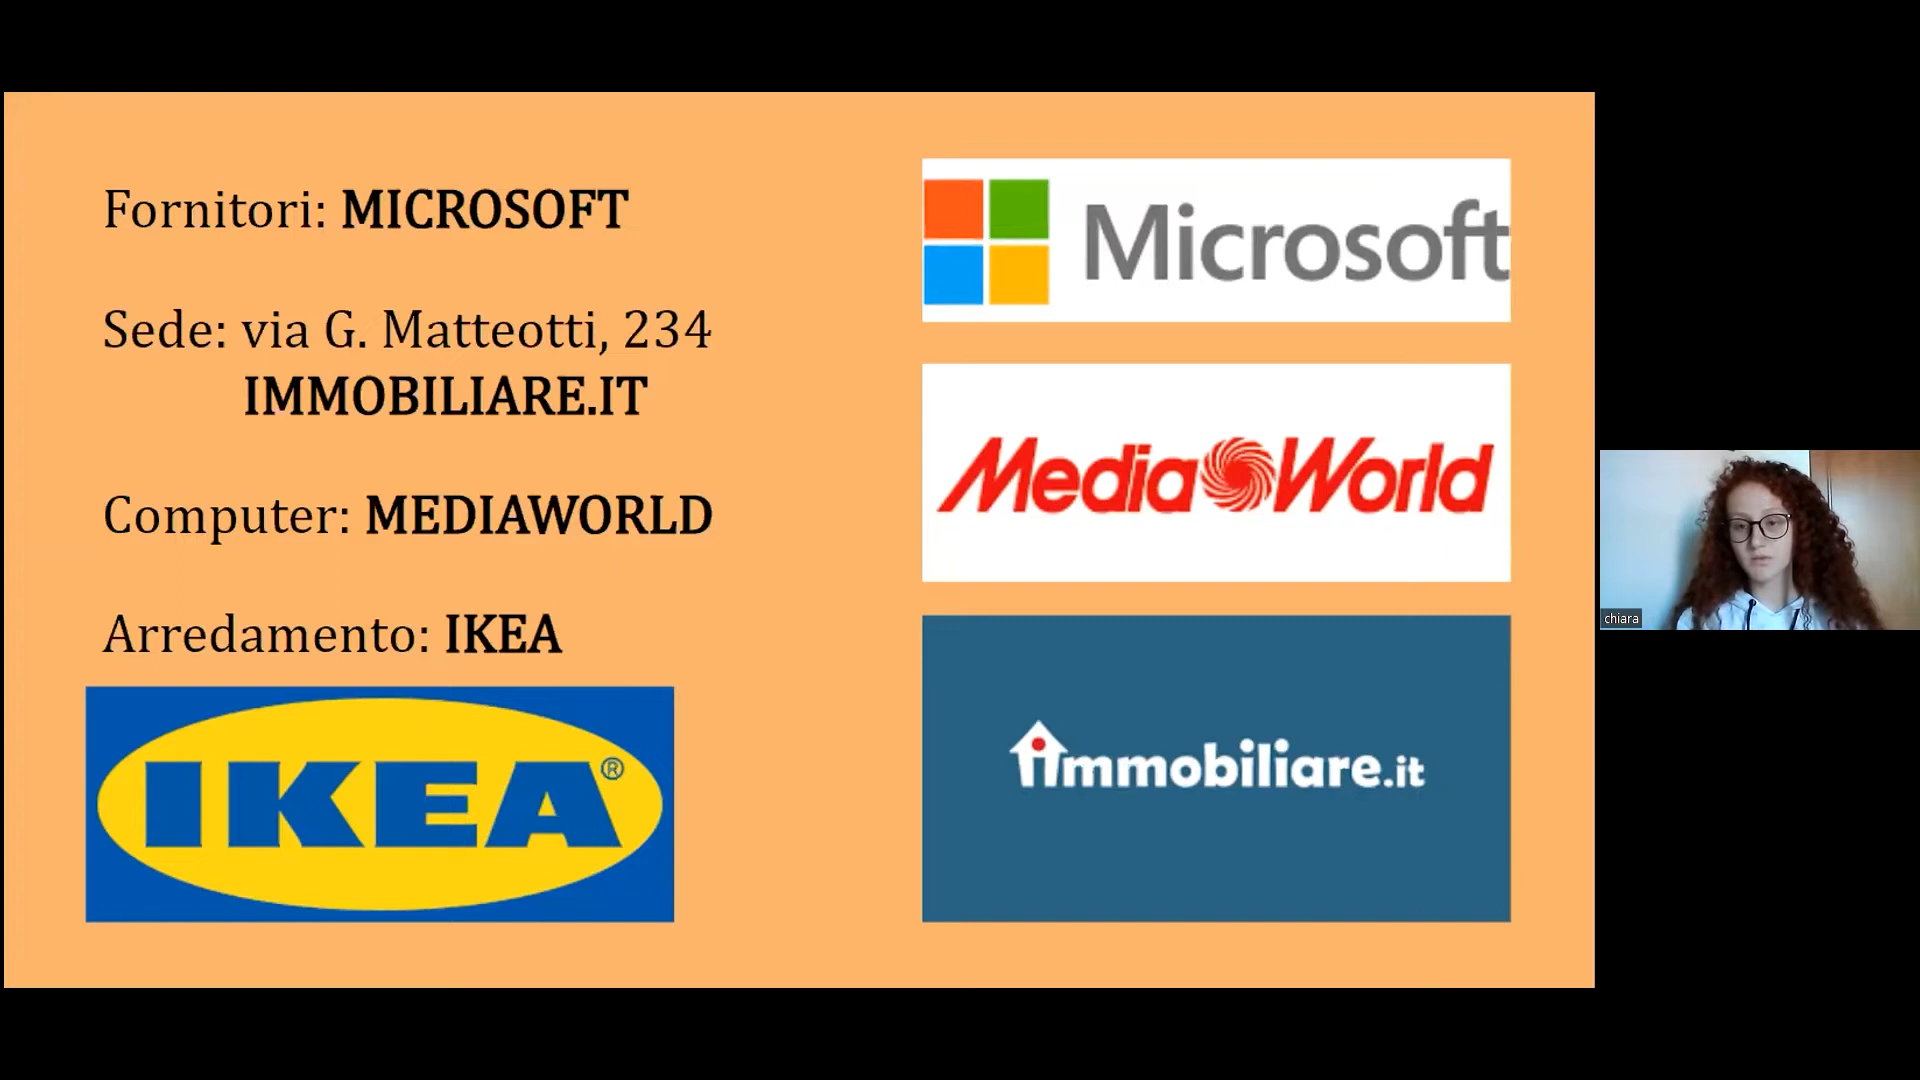 Fornitori: MICROSOFT
Sede: via G. Matteotti, 234
IMMOBILIARE.IT
Computer: MEDIAWORLD
Arredamento: IKEA
IKEA®
Microsoft
MediaWorld
immobiliare.it
chiara